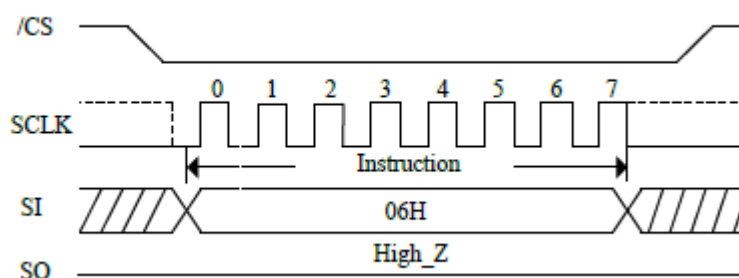 /CS
0 1 2 3 4 5 6 7
SCLK
Instruction
SI
06H
High_Z
SO